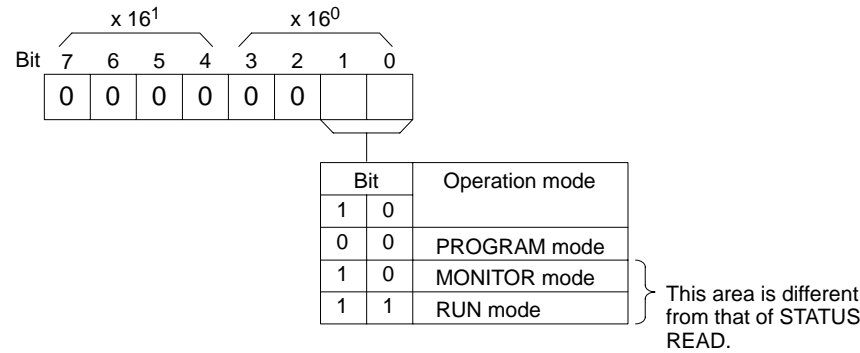 x 16¹ x 16⁰
Bit 7 6 5 4 3 2 1 0
0 0 0 0 0 0
Bit Operation mode
1 0
0 0 PROGRAM mode
1 0 MONITOR mode
1 1 RUN mode
This area is different
from that of STATUS
READ.